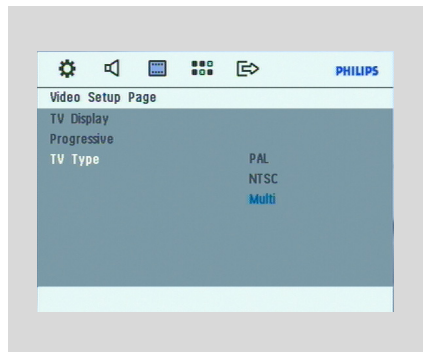 PHILIPS
Video Setup Page
TV Display
Progressive
TV Type PAL
NTSC
Multi